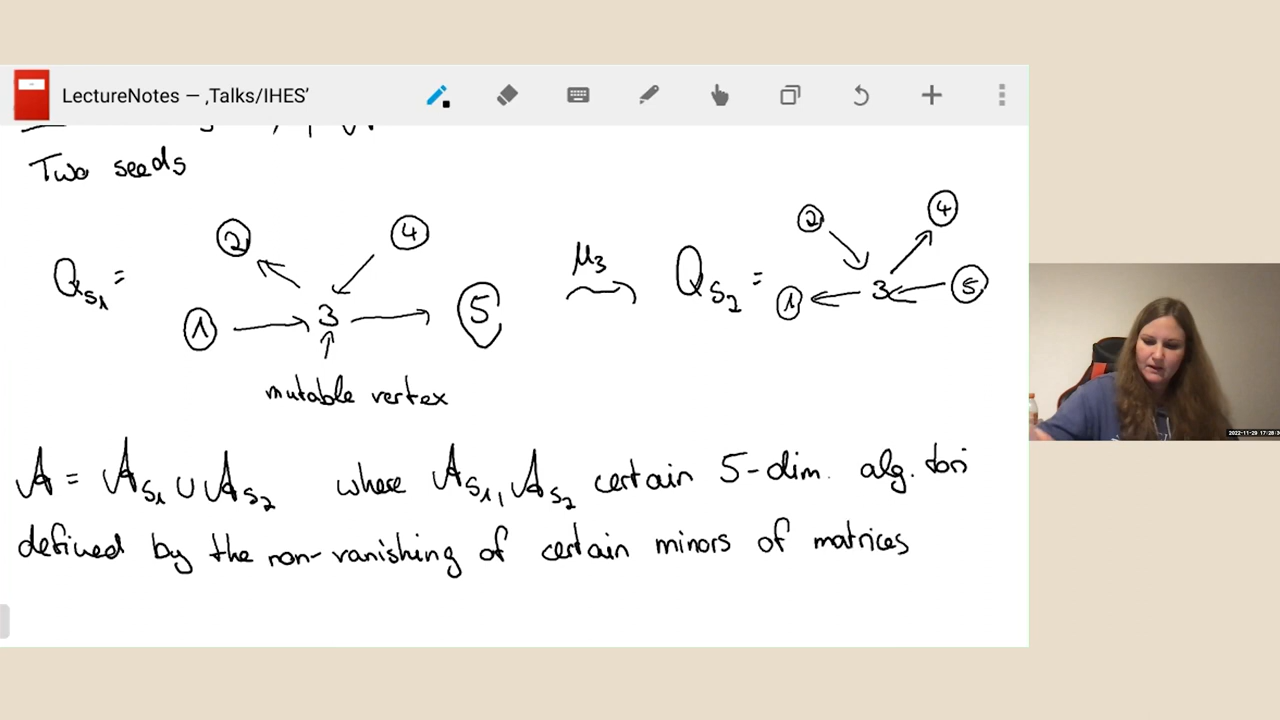 LectureNotes — ‚Talks/IHES‘
Two seeds
Q_{S_1} =
2
4
1
3
5
mutable vertex
μ_3
Q_{S_2} =
2
4
1
3
5
A = A_{S_1} ∪ A_{S_2} where A_{S_1}, A_{S_2} certain 5-dim. alg. tori
defined by the non-vanishing of certain minors of matrices